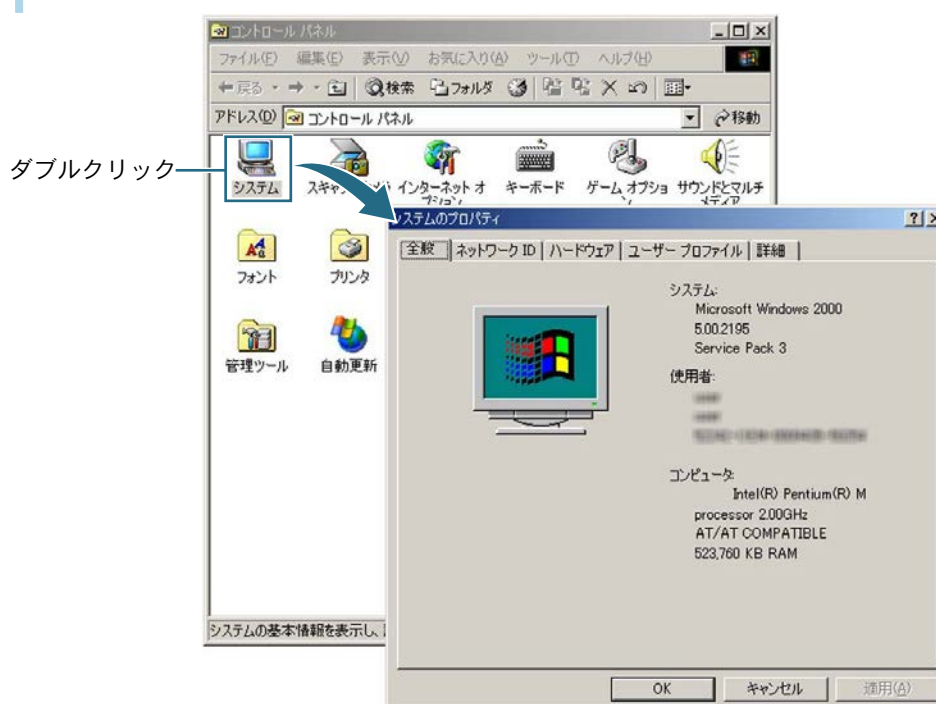 コントロール パネル
ファイル(F) 編集(E) 表示(V) お気に入り(A) ツール(T) ヘルプ(H)
戻る 検索 フォルダ
アドレス(D) コントロール パネル 移動
ダブルクリック
システム
インターネット オプション
キーボード
ゲーム オプション
サウンドとマルチメディア
フォント
プリンタ
管理ツール
自動更新
システムの基本情報を表示し、
システムのプロパティ
全般 ネットワーク ID ハードウェア ユーザー プロファイル 詳細
システム:
Microsoft Windows 2000
5.00.2195
Service Pack 3
使用者:
コンピュータ:
Intel(R) Pentium(R) M
processor 2.00GHz
AT/AT COMPATIBLE
523,760 KB RAM
OK キャンセル 適用(A)